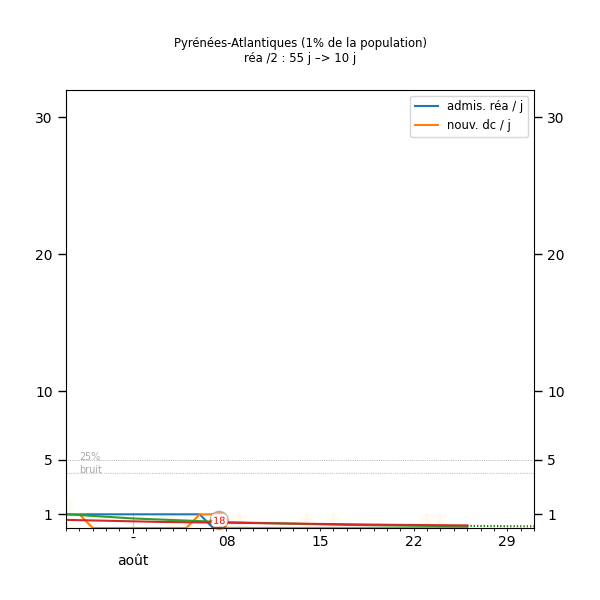 Pyrénées-Atlantiques (1% de la population)
réa /2 : 55 j –> 10 j
admis. réa / j
nouv. dc / j
30 30
20 20
10 10
5 5
25%
bruit
1 1
18
- 08 15 22 29
août